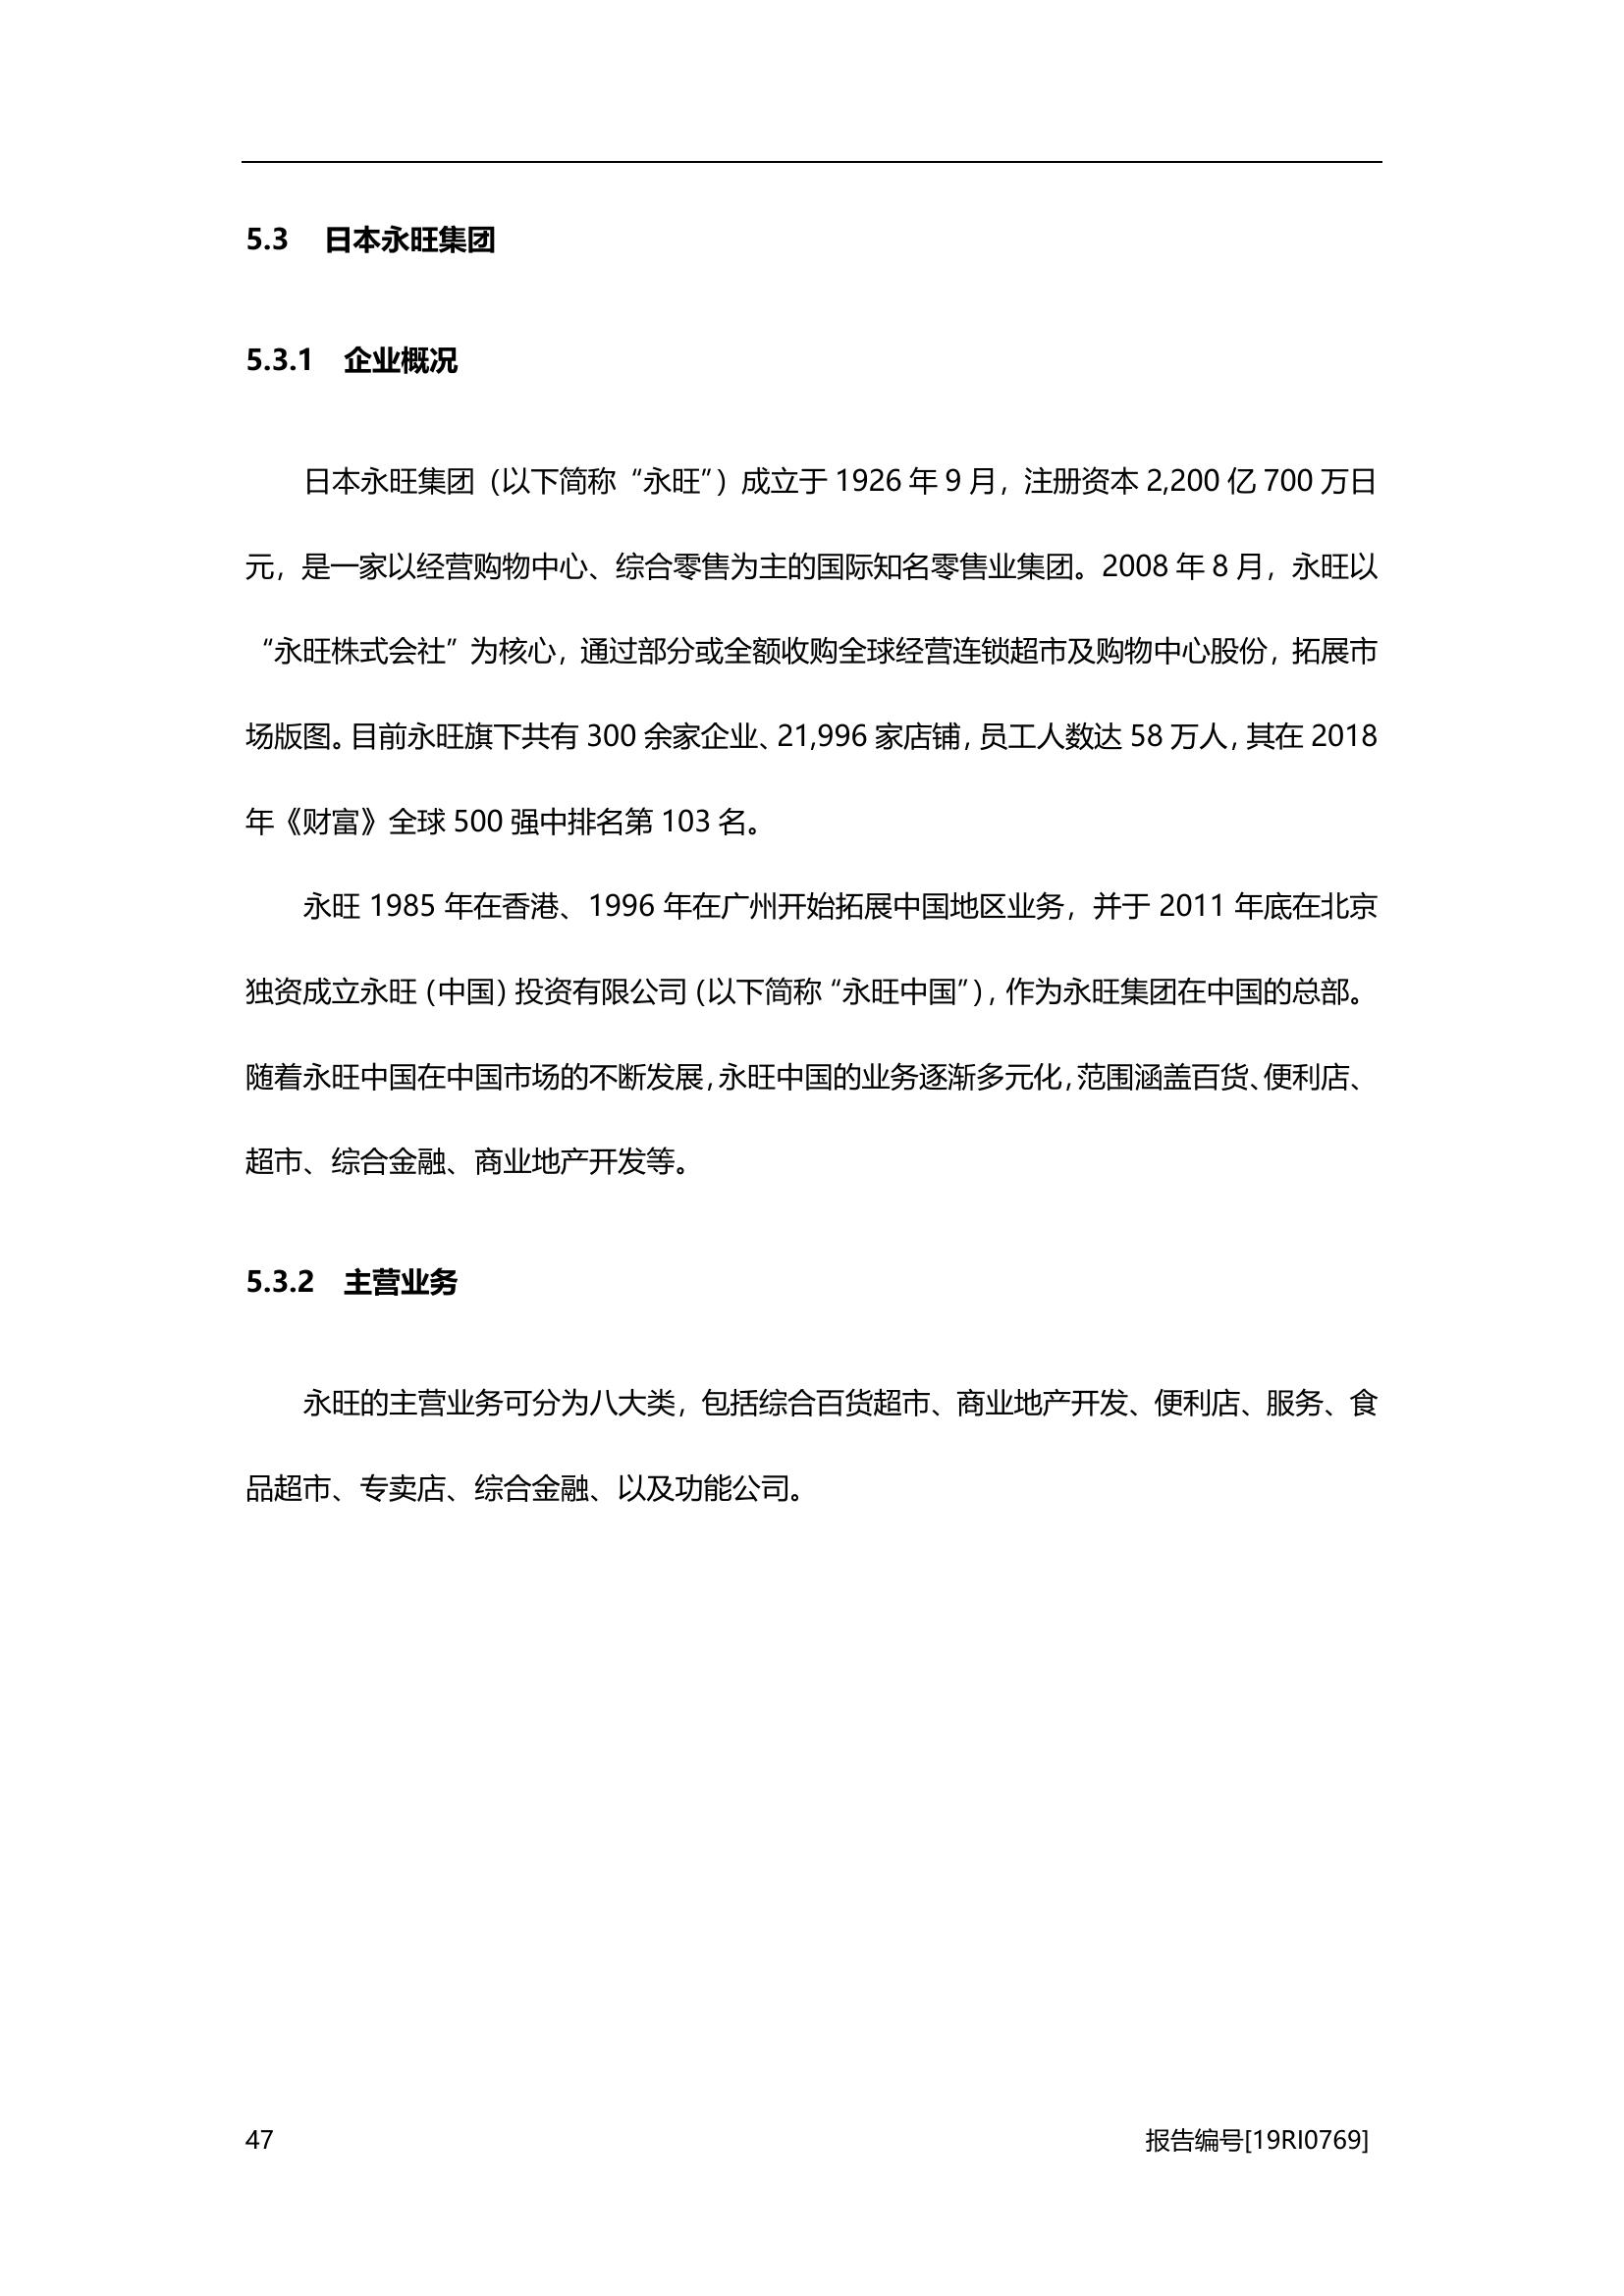 5.3 日本永旺集团
5.3.1 企业概况
日本永旺集团（以下简称“永旺”）成立于 1926 年 9 月，注册资本 2,200 亿 700 万日
元，是一家以经营购物中心、综合零售为主的国际知名零售业集团。2008 年 8 月，永旺以
“永旺株式会社”为核心，通过部分或全额收购全球经营连锁超市及购物中心股份，拓展市
场版图。目前永旺旗下共有 300 余家企业、21,996 家店铺，员工人数达 58 万人，其在 2018
年《财富》全球 500 强中排名第 103 名。
永旺 1985 年在香港、1996 年在广州开始拓展中国地区业务，并于 2011 年底在北京
独资成立永旺（中国）投资有限公司（以下简称“永旺中国”），作为永旺集团在中国的总部。
随着永旺中国在中国市场的不断发展，永旺中国的业务逐渐多元化，范围涵盖百货、便利店、
超市、综合金融、商业地产开发等。
5.3.2 主营业务
永旺的主营业务可分为八大类，包括综合百货超市、商业地产开发、便利店、服务、食
品超市、专卖店、综合金融、以及功能公司。
47 报告编号[19RI0769]